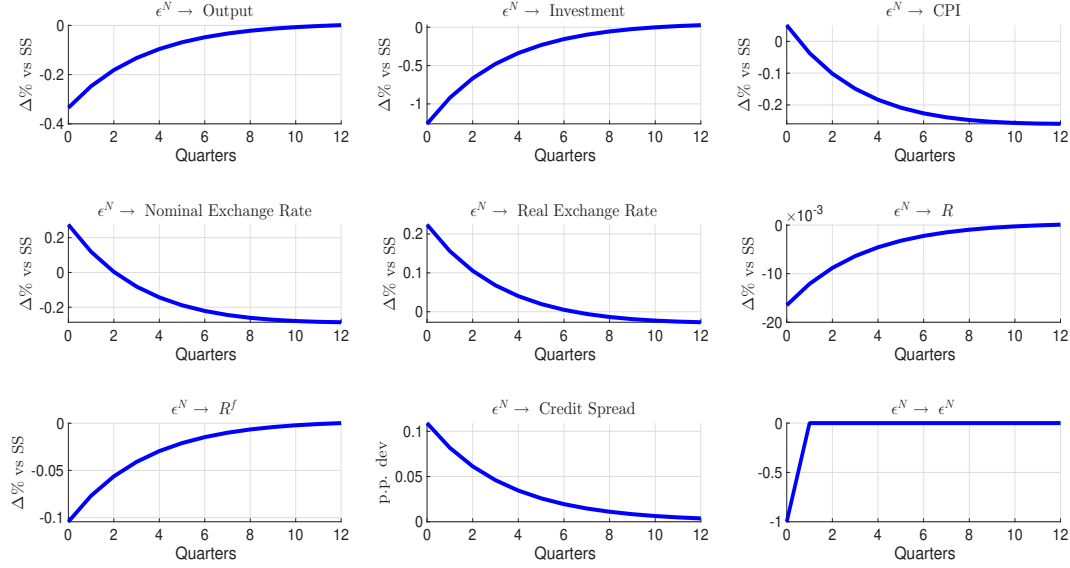 ϵ^N → Output
Δ% vs SS
0
-0.2
-0.4
0 2 4 6 8 10 12
Quarters
ϵ^N → Investment
Δ% vs SS
0
-0.5
-1
0 2 4 6 8 10 12
Quarters
ϵ^N → CPI
Δ% vs SS
0
-0.1
-0.2
0 2 4 6 8 10 12
Quarters
ϵ^N → Nominal Exchange Rate
Δ% vs SS
0.2
0
-0.2
0 2 4 6 8 10 12
Quarters
ϵ^N → Real Exchange Rate
Δ% vs SS
0.2
0.1
0
0 2 4 6 8 10 12
Quarters
×10^-3
ϵ^N → R
Δ% vs SS
0
-10
-20
0 2 4 6 8 10 12
Quarters
ϵ^N → R^f
Δ% vs SS
0
-0.05
-0.1
0 2 4 6 8 10 12
Quarters
ϵ^N → Credit Spread
p.p. dev
0.1
0.05
0
0 2 4 6 8 10 12
Quarters
ϵ^N → ϵ^N
0
-0.5
-1
0 2 4 6 8 10 12
Quarters